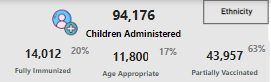 94,176
Ethnicity
Children Administered
14,012 20%
11,800 17%
43,957 63%
Fully Immunized
Age Appropriate
Partially Vaccinated